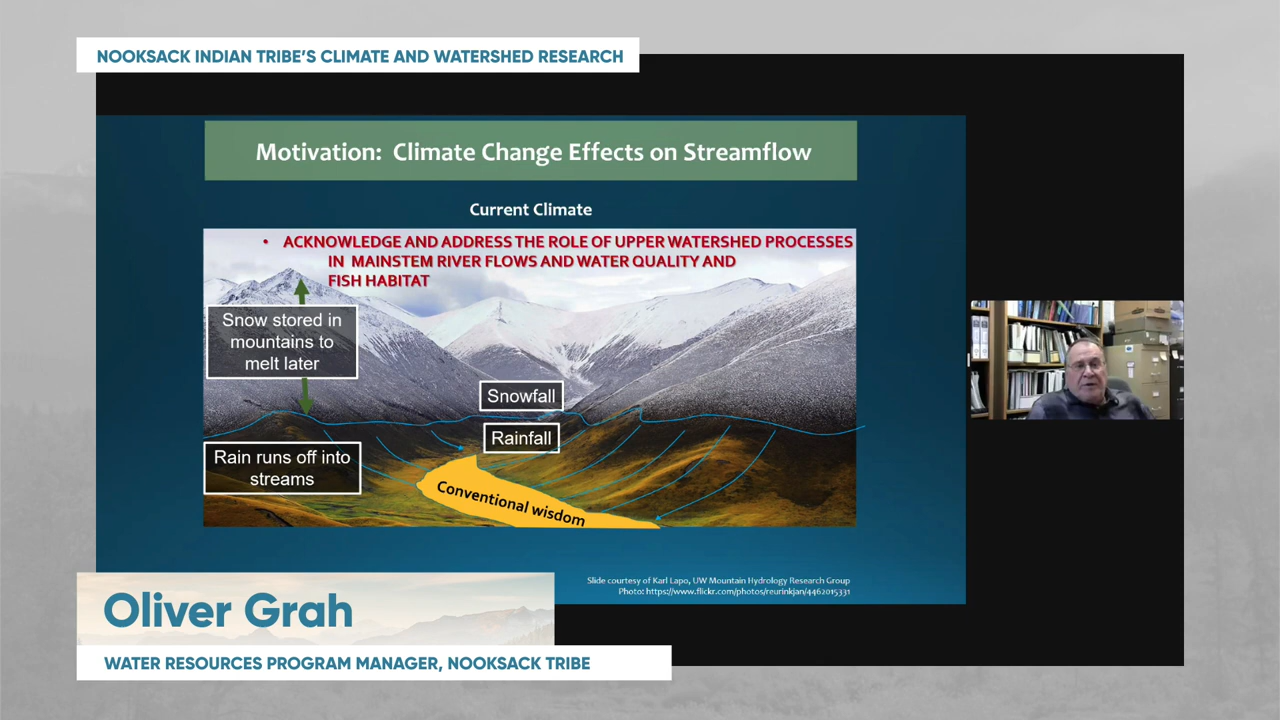 NOOKSACK INDIAN TRIBE'S CLIMATE AND WATERSHED RESEARCH
Motivation: Climate Change Effects on Streamflow
Current Climate
• ACKNOWLEDGE AND ADDRESS THE ROLE OF UPPER WATERSHED PROCESSES
IN MAINSTEM RIVER FLOWS AND WATER QUALITY AND
FISH HABITAT
Snow stored in
mountains to
melt later
Snowfall
Rainfall
Rain runs off into
streams
Conventional wisdom
Slide courtesy of Karl Lapo, UW Mountain Hydrology Research Group
Photo: https://www.flickr.com/photos/reurinkjan/4462015331
Oliver Grah
WATER RESOURCES PROGRAM MANAGER, NOOKSACK TRIBE